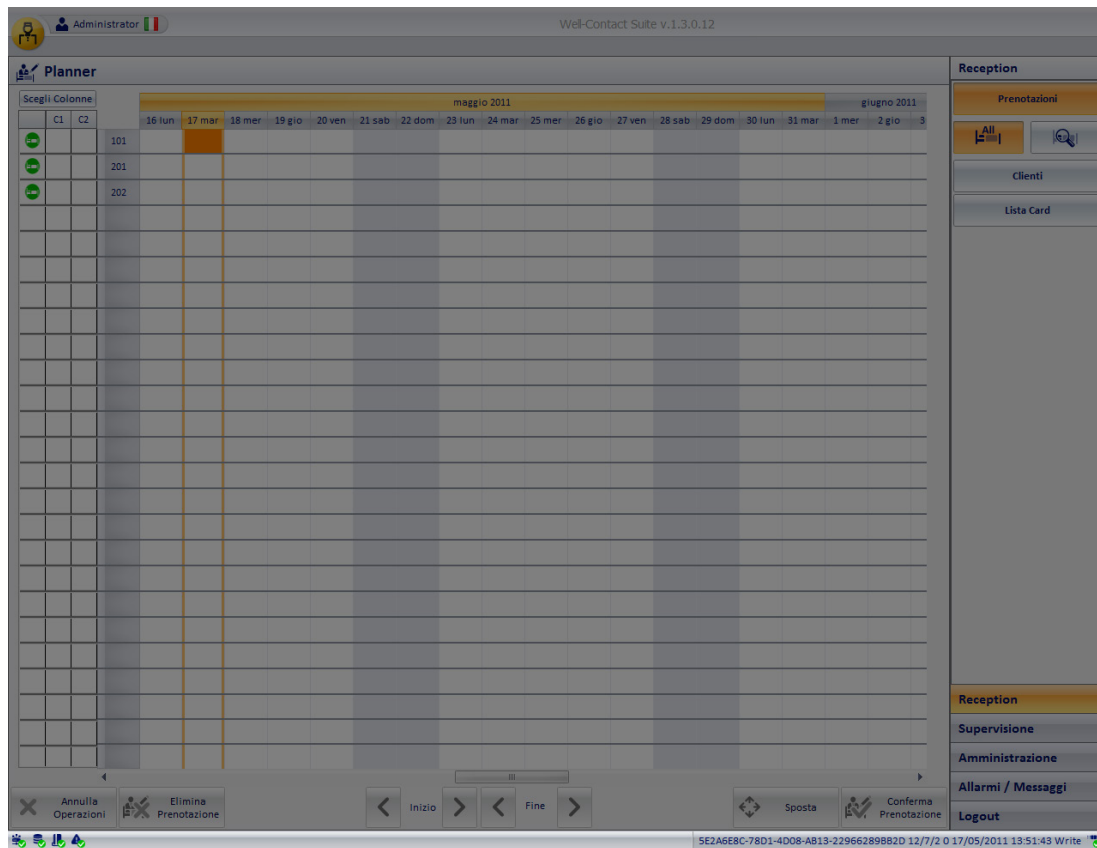 Administrator
Well-Contact Suite v.1.3.0.12
Planner
Reception
Scegli Colonne
maggio 2011
giugno 2011
Prenotazioni
C1 C2
16 lun 17 mar 18 mer 19 gio 20 ven 21 sab 22 dom 23 lun 24 mar 25 mer 26 gio 27 ven 28 sab 29 dom 30 lun 31 mar 1 mer 2 gio 3
All
101
201
202
Clienti
Lista Card
Reception
Supervisione
Amministrazione
Allarmi / Messaggi
Logout
Annulla
Operazioni
Elimina
Prenotazione
Inizio
Fine
Sposta
Conferma
Prenotazione
5E2A6E8C-78D1-4D08-AB13-22966289BB2D 12/7/2 0 17/05/2011 13:51:43 Write